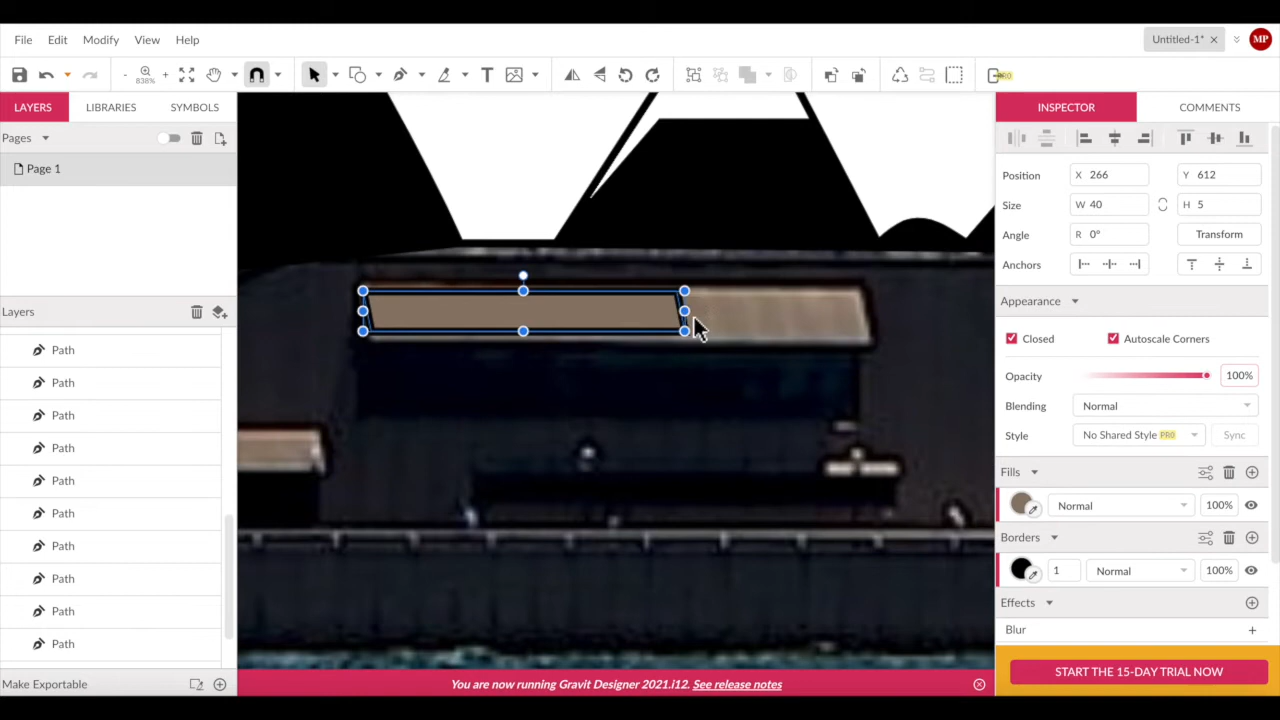 File Edit Modify View Help
Untitled-1* MP
838% PRO
LAYERS LIBRARIES SYMBOLS INSPECTOR COMMENTS
Pages
Page 1
Position X 266 Y 612
Size W 40 H 5
Angle R 0° Transform
Anchors
Appearance
Layers
Closed Autoscale Corners
Path
Opacity 100%
Path
Blending Normal
Path
Style No Shared Style PRO Sync
Path
Fills
Path
Normal 100%
Path
Borders
Path
1 Normal 100%
Path
Effects
Path
Blur
Path
START THE 15-DAY TRIAL NOW
Make Exportable
You are now running Gravit Designer 2021.i12. See release notes